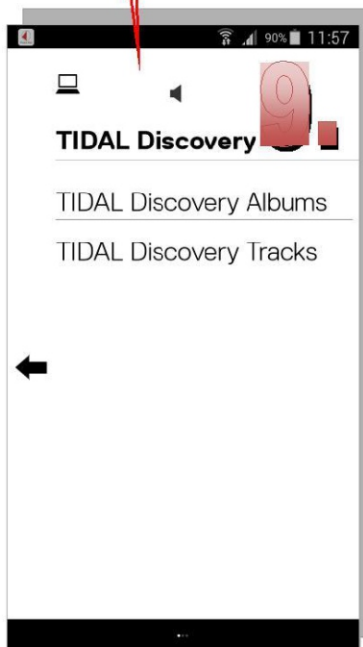 90% 11:57
9.
TIDAL Discovery
TIDAL Discovery Albums
TIDAL Discovery Tracks